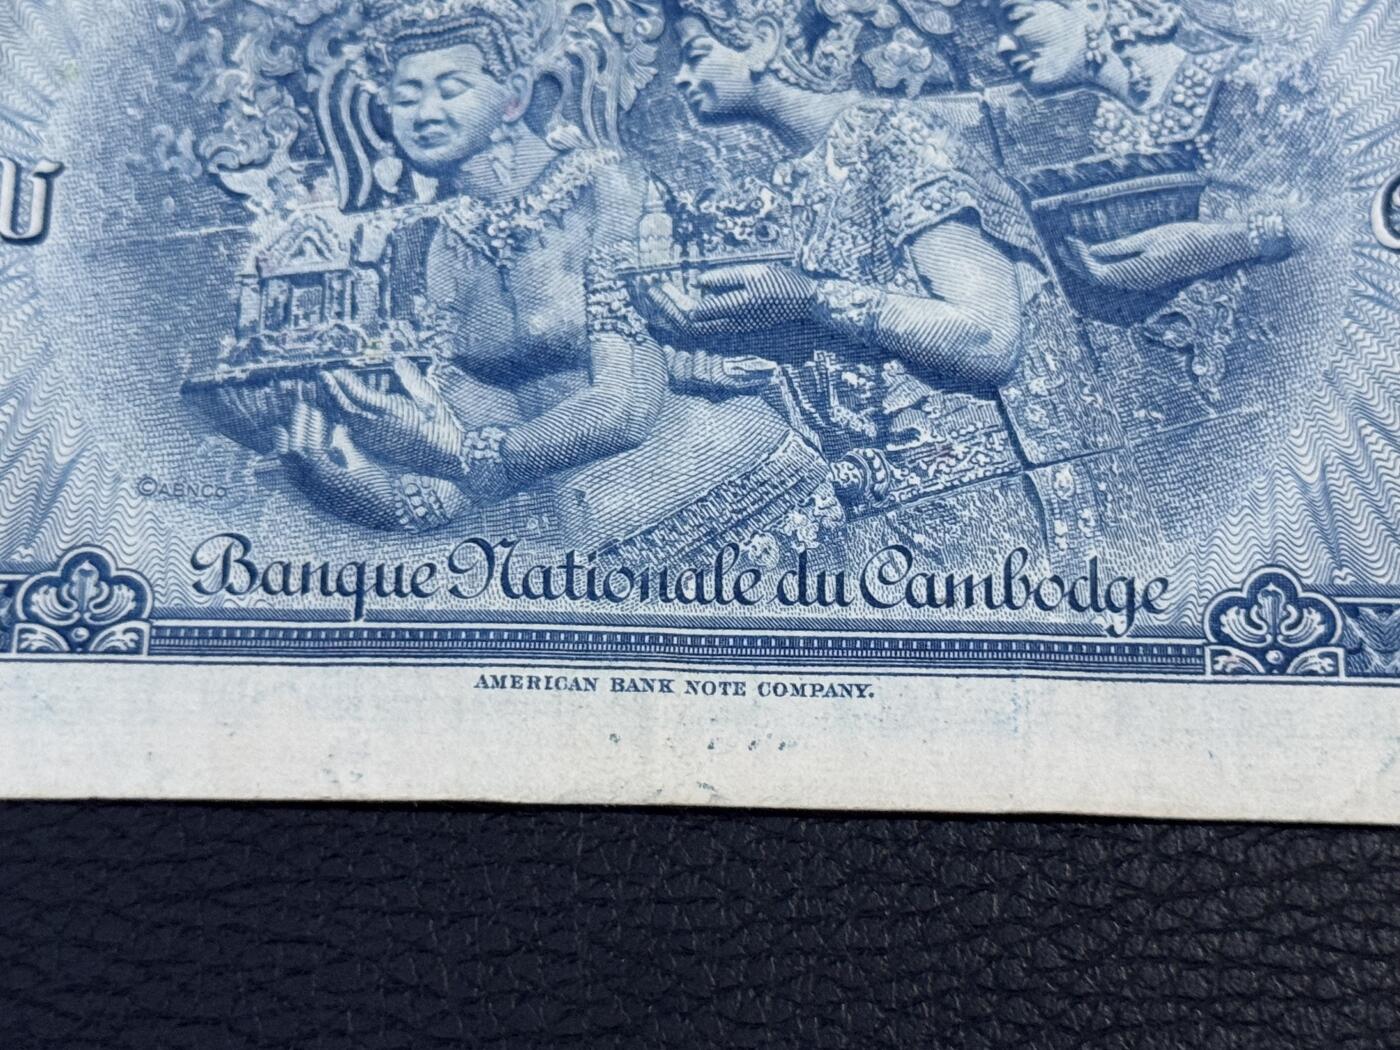 ©ABNCO
Banque Nationale du Cambodge
AMERICAN BANK NOTE COMPANY.